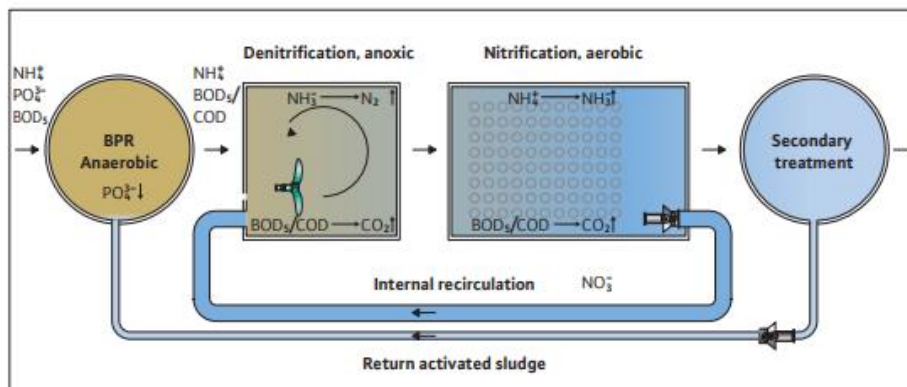 Denitrification, anoxic
Nitrification, aerobic
NH₄⁺
PO₄³⁻
BOD₅
NH₄⁺
BOD₅/
COD
NH₃⁻ → N₂ ↑
NH₄⁺ → NH₃⁻ ↑
BPR
Anaerobic
PO₄³⁻ ↓
Secondary
treatment
BOD₅/COD → CO₂ ↑
BOD₅/COD → CO₂ ↑
Internal recirculation
NO₃⁻
Return activated sludge